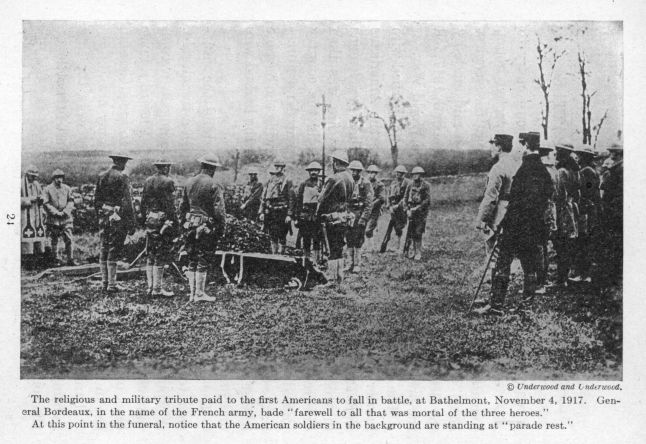 24
© Underwood and Underwood.
The religious and military tribute paid to the first Americans to fall in battle, at Bathelmont, November 4, 1917. Gen-
eral Bordeaux, in the name of the French army, bade "farewell to all that was mortal of the three heroes."
At this point in the funeral, notice that the American soldiers in the background are standing at "parade rest."